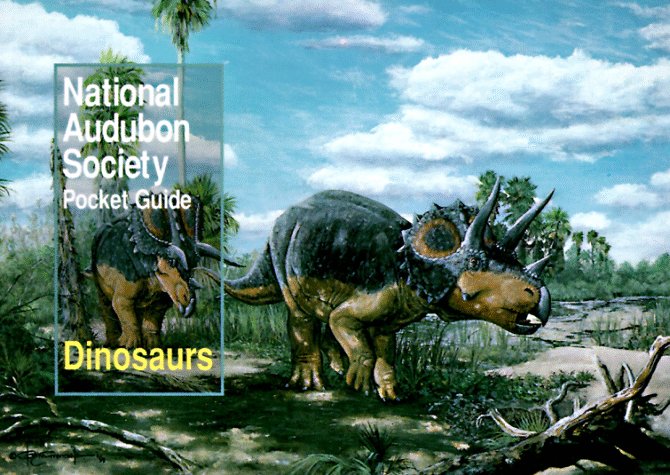 National
Audubon
Society
Pocket Guide
Dinosaurs